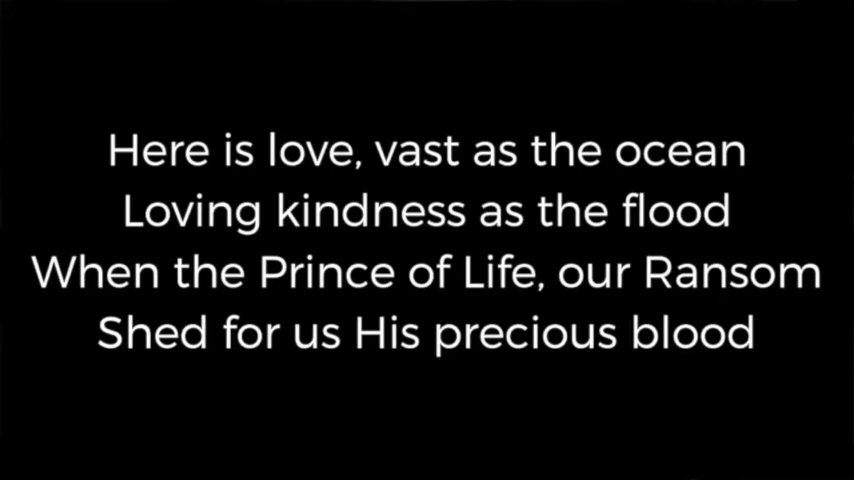 Here is love, vast as the ocean
Loving kindness as the flood
When the Prince of Life, our Ransom
Shed for us His precious blood